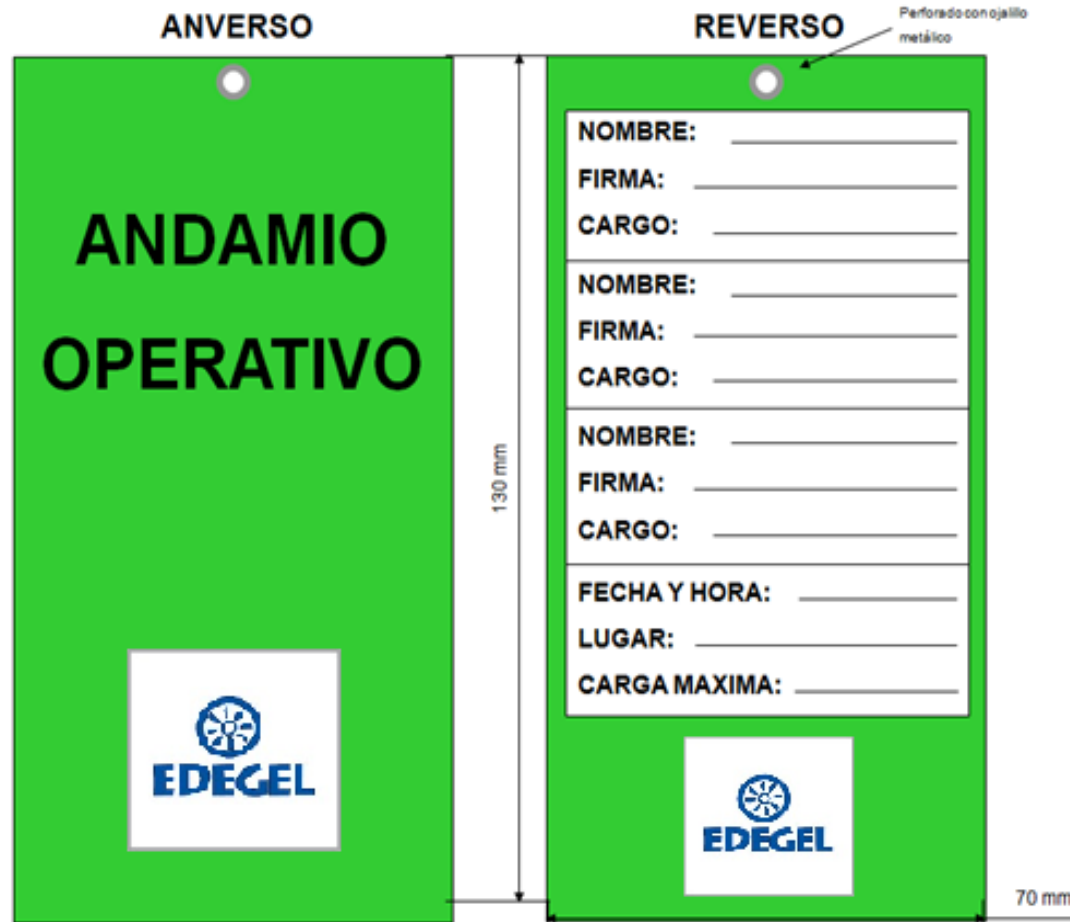 ANVERSO
ANDAMIO
OPERATIVO
EDEGEL
130 mm
REVERSO
Perforado con ojalillo
metálico
NOMBRE:
FIRMA:
CARGO:
NOMBRE:
FIRMA:
CARGO:
NOMBRE:
FIRMA:
CARGO:
FECHA Y HORA:
LUGAR:
CARGA MAXIMA:
EDEGEL
70 mm